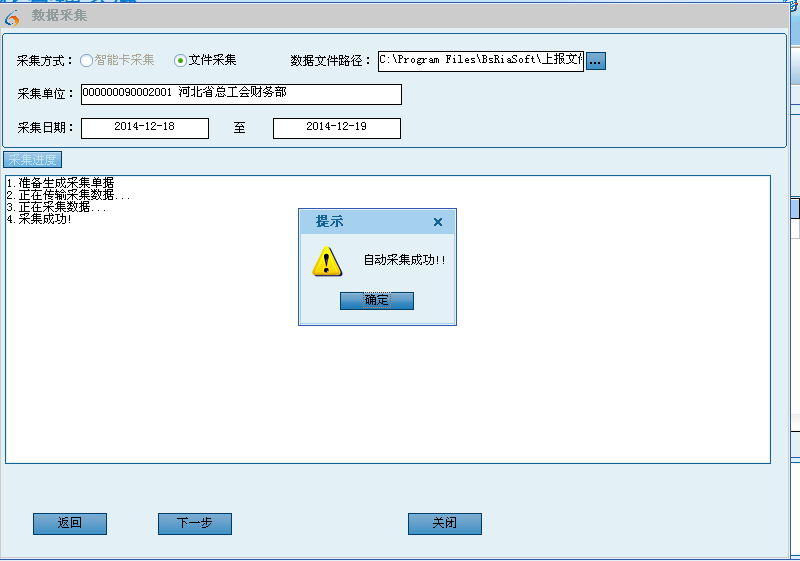 数据采集
采集方式： 智能卡采集 文件采集 数据文件路径： C:\Program Files\BsRiaSoft\上报文件 ...
采集单位： 000000090002001 河北省总工会财务部
采集日期： 2014-12-18 至 2014-12-19
采集进度
1.准备生成采集单据
2.正在传输采集数据...
3.正在采集数据...
4.采集成功!
提示
自动采集成功!!
确定
返回 下一步 关闭